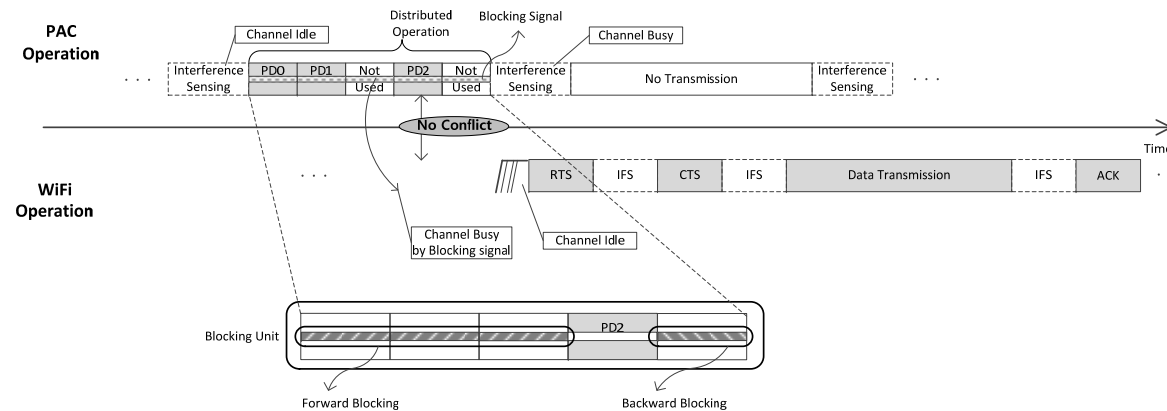 PAC
Operation
Distributed
Operation
Blocking Signal
Channel Idle
Channel Busy
. . .
Interference
Sensing
PD0
PD1
Not
Used
PD2
Not
Used
Interference
Sensing
No Transmission
Interference
Sensing
. . .
No Conflict
Time
WiFi
Operation
. . .
RTS
IFS
CTS
IFS
Data Transmission
IFS
ACK
.
Channel Busy
by Blocking signal
Channel Idle
Blocking Unit
PD2
Forward Blocking
Backward Blocking